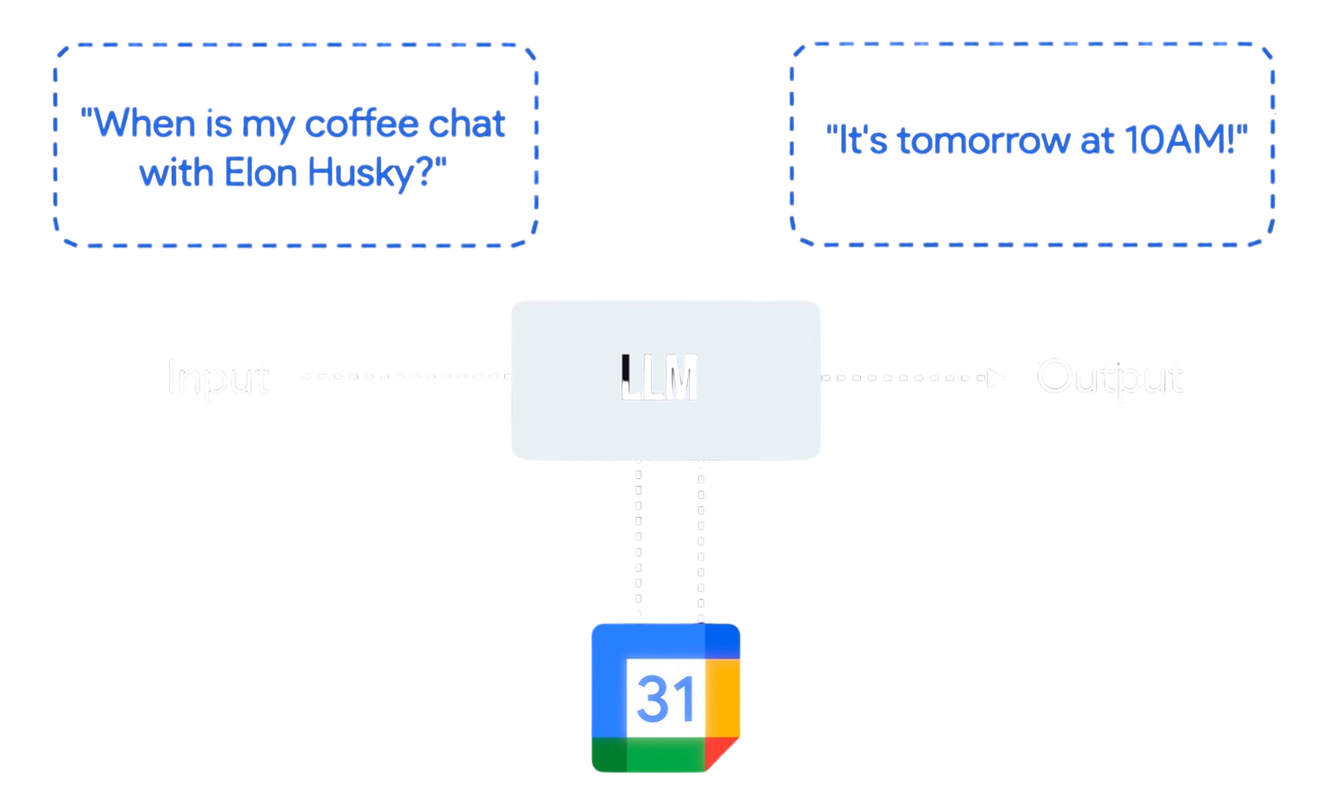 "When is my coffee chat
with Elon Husky?"
"It's tomorrow at 10AM!"
Input
LLM
Output
31